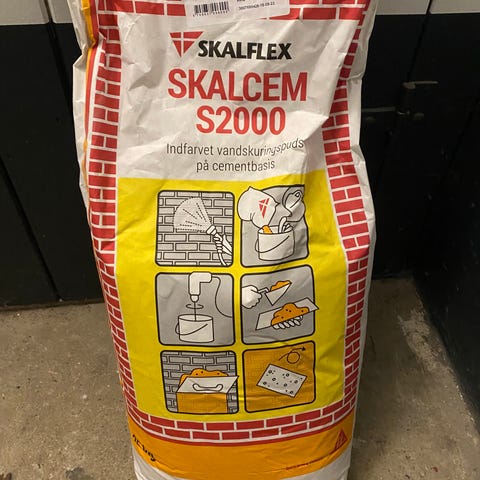 SKALFLEX
SKALCEM
S2000
Indfarvet vandskuringspuds
på cementbasis